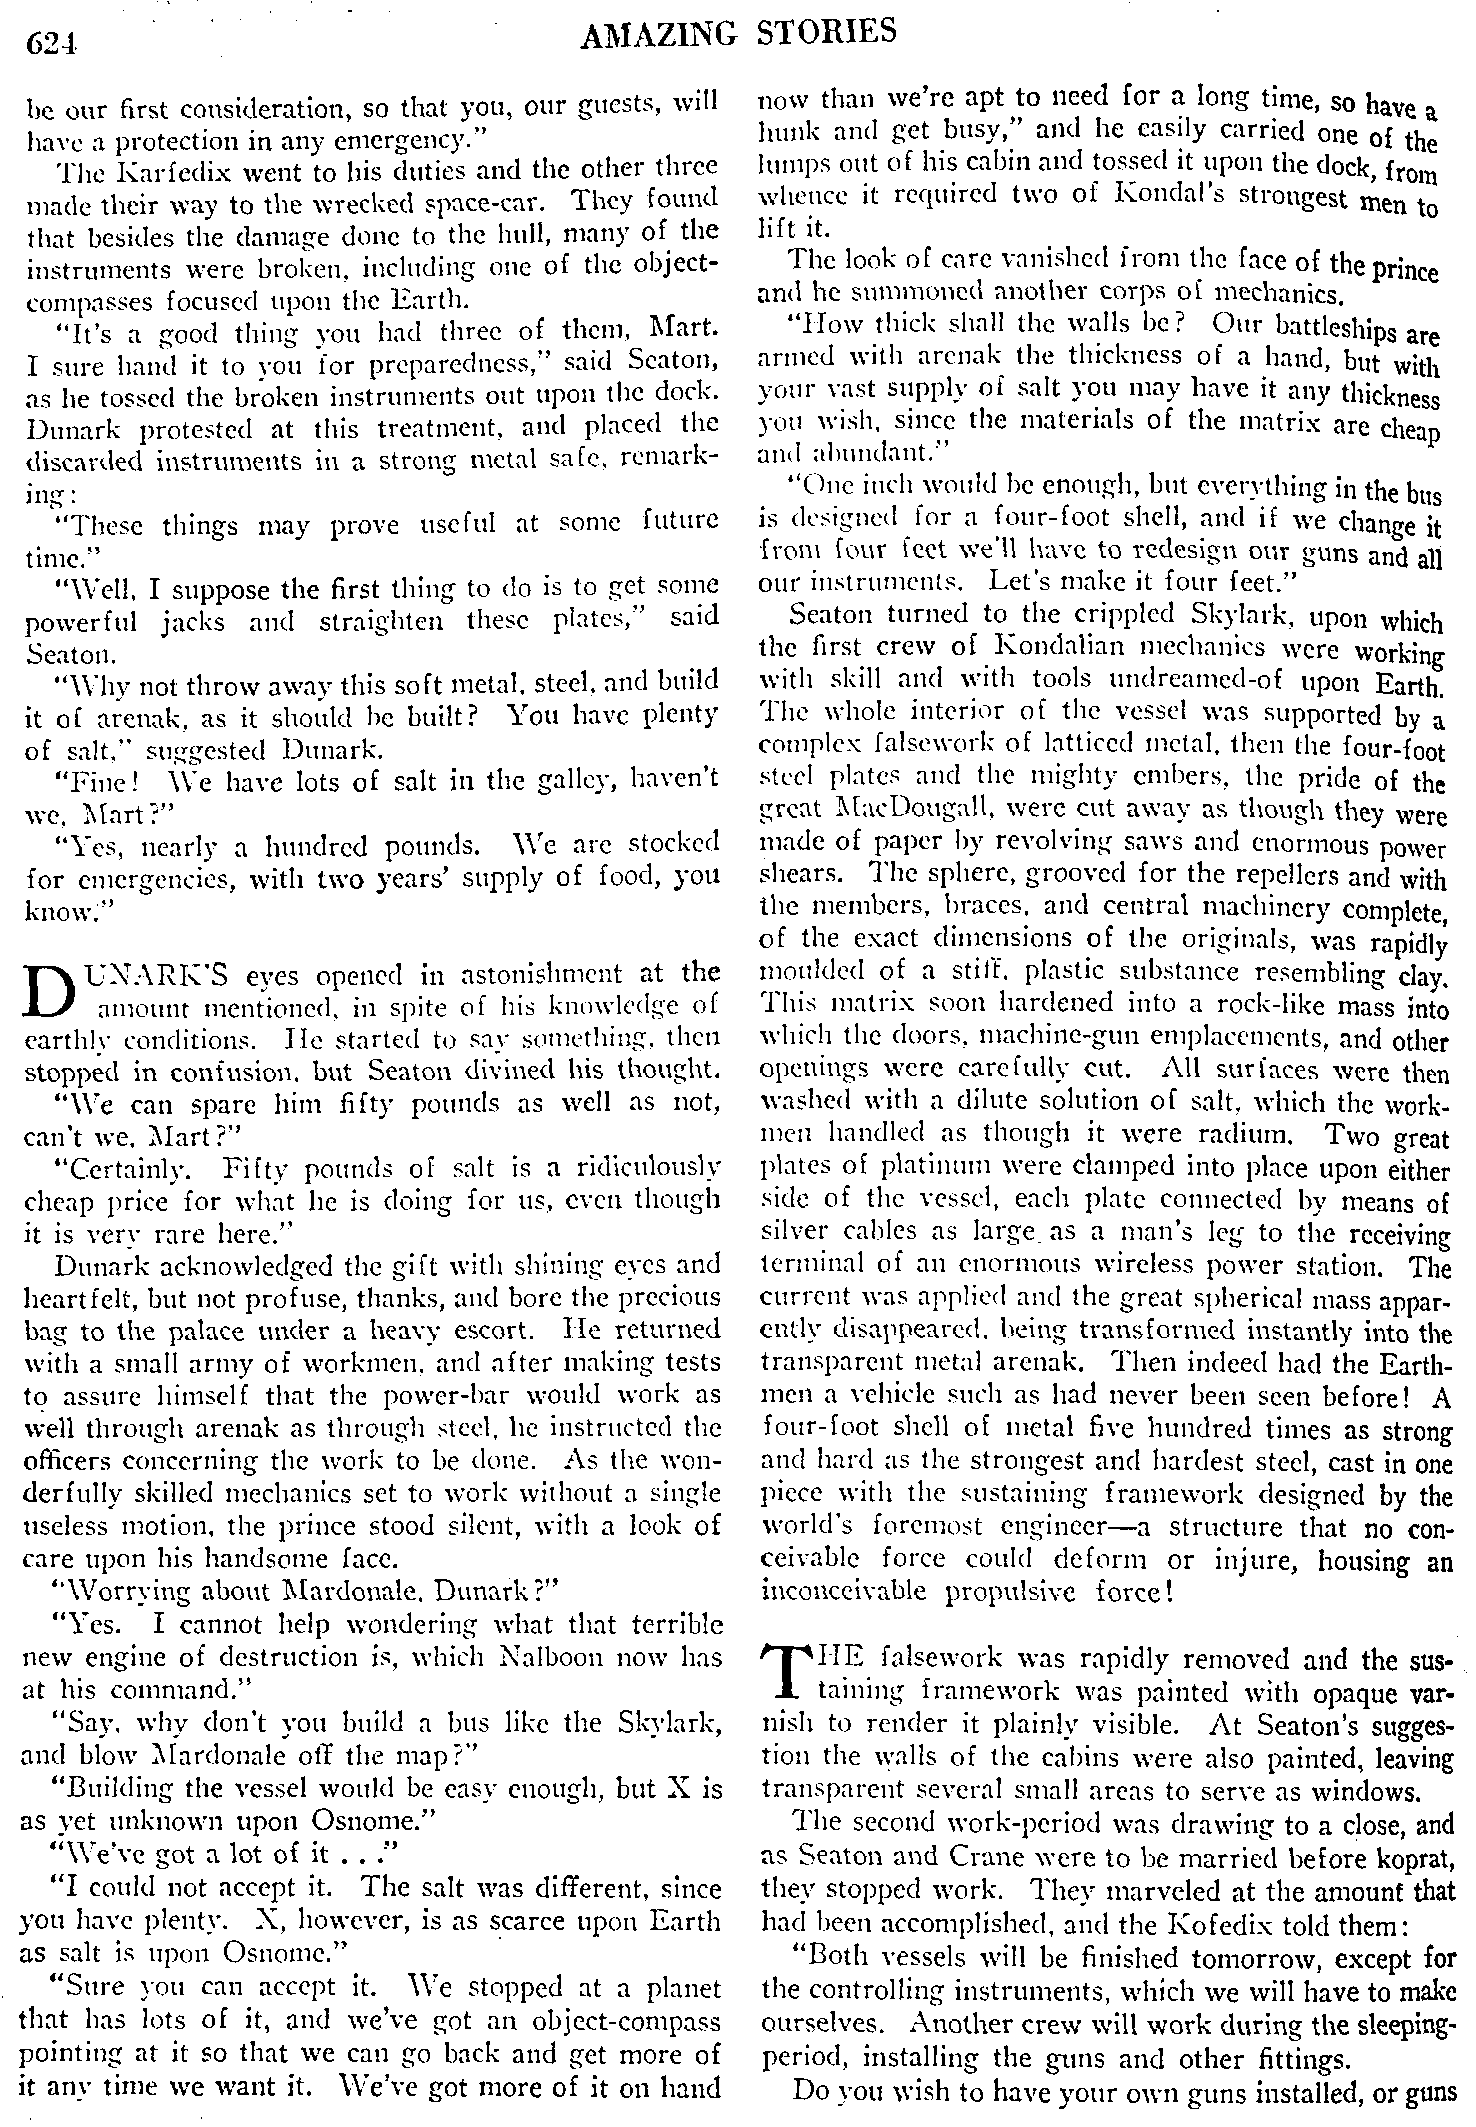 624
AMAZING STORIES
be our first consideration, so that you, our guests, will
have a protection in any emergency."
The Karfedix went to his duties and the other three
made their way to the wrecked space-car. They found
that besides the damage done to the hull, many of the
instruments were broken, including one of the object-
compasses focused upon the Earth.
"It's a good thing you had three of them, Mart.
I sure hand it to you for preparedness," said Seaton,
as he tossed the broken instruments out upon the dock.
Dunark protested at this treatment, and placed the
discarded instruments in a strong metal safe, remark-
ing:
"These things may prove useful at some future
time."
"Well, I suppose the first thing to do is to get some
powerful jacks and straighten these plates," said
Seaton.
"Why not throw away this soft metal, steel, and build
it of arenak, as it should be built? You have plenty
of salt," suggested Dunark.
"Fine! We have lots of salt in the galley, haven't
we, Mart?"
"Yes, nearly a hundred pounds. We are stocked
for emergencies, with two years' supply of food, you
know."
DUNARK'S eyes opened in astonishment at the
amount mentioned, in spite of his knowledge of
earthly conditions. He started to say something, then
stopped in confusion, but Seaton divined his thought.
"We can spare him fifty pounds as well as not,
can't we, Mart?"
"Certainly. Fifty pounds of salt is a ridiculously
cheap price for what he is doing for us, even though
it is very rare here."
Dunark acknowledged the gift with shining eyes and
heartfelt, but not profuse, thanks, and bore the precious
bag to the palace under a heavy escort. He returned
with a small army of workmen, and after making tests
to assure himself that the power-bar would work as
well through arenak as through steel, he instructed the
officers concerning the work to be done. As the won-
derfully skilled mechanics set to work without a single
useless motion, the prince stood silent, with a look of
care upon his handsome face.
"Worrying about Mardonale, Dunark?"
"Yes. I cannot help wondering what that terrible
new engine of destruction is, which Nalboon now has
at his command."
"Say, why don't you build a bus like the Skylark,
and blow Mardonale off the map?"
"Building the vessel would be easy enough, but X is
as yet unknown upon Osnome."
"We've got a lot of it . . ."
"I could not accept it. The salt was different, since
you have plenty. X, however, is as scarce upon Earth
as salt is upon Osnome."
"Sure you can accept it. We stopped at a planet
that has lots of it, and we've got an object-compass
pointing at it so that we can go back and get more of
it any time we want it. We've got more of it on hand
now than we're apt to need for a long time, so have a
hunk and get busy," and he easily carried one of the
lumps out of his cabin and tossed it upon the dock, from
whence it required two of Kondal's strongest men to
lift it.
The look of care vanished from the face of the prince
and he summoned another corps of mechanics.
"How thick shall the walls be? Our battleships are
armed with arenak the thickness of a hand, but with
your vast supply of salt you may have it any thickness
you wish, since the materials of the matrix are cheap
and abundant."
"One inch would be enough, but everything in the bus
is designed for a four-foot shell, and if we change it
from four feet we'll have to redesign our guns and all
our instruments. Let's make it four feet."
Seaton turned to the crippled Skylark, upon which
the first crew of Kondalian mechanics were working
with skill and with tools undreamed-of upon Earth.
The whole interior of the vessel was supported by a
complex falsework of latticed metal, then the four-foot
steel plates and the mighty embers, the pride of the
great MacDougall, were cut away as though they were
made of paper by revolving saws and enormous power
shears. The sphere, grooved for the repellers and with
the members, braces, and central machinery complete,
of the exact dimensions of the originals, was rapidly
moulded of a stiff, plastic substance resembling clay.
This matrix soon hardened into a rock-like mass into
which the doors, machine-gun emplacements, and other
openings were carefully cut. All surfaces were then
washed with a dilute solution of salt, which the work-
men handled as though it were radium. Two great
plates of platinum were clamped into place upon either
side of the vessel, each plate connected by means of
silver cables as large as a man's leg to the receiving
terminal of an enormous wireless power station. The
current was applied and the great spherical mass appar-
ently disappeared, being transformed instantly into the
transparent metal arenak. Then indeed had the Earth-
men a vehicle such as had never been seen before! A
four-foot shell of metal five hundred times as strong
and hard as the strongest and hardest steel, cast in one
piece with the sustaining framework designed by the
world's foremost engineer—a structure that no con-
ceivable force could deform or injure, housing an
inconceivable propulsive force!
THE falsework was rapidly removed and the sus-
taining framework was painted with opaque var-
nish to render it plainly visible. At Seaton's sugges-
tion the walls of the cabins were also painted, leaving
transparent several small areas to serve as windows.
The second work-period was drawing to a close, and
as Seaton and Crane were to be married before koprat,
they stopped work. They marveled at the amount that
had been accomplished, and the Kofedix told them:
"Both vessels will be finished tomorrow, except for
the controlling instruments, which we will have to make
ourselves. Another crew will work during the sleeping-
period, installing the guns and other fittings.
Do you wish to have your own guns installed, or guns